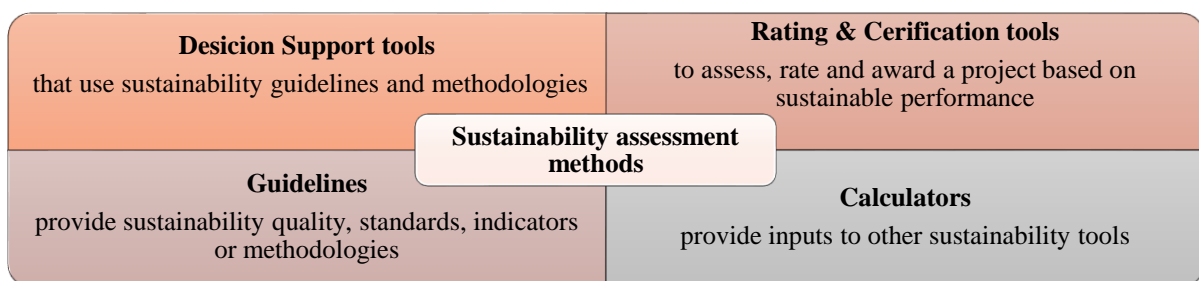 Desicion Support tools
that use sustainability guidelines and methodologies
Rating & Cerification tools
to assess, rate and award a project based on
sustainable performance
Sustainability assessment
methods
Guidelines
provide sustainability quality, standards, indicators
or methodologies
Calculators
provide inputs to other sustainability tools